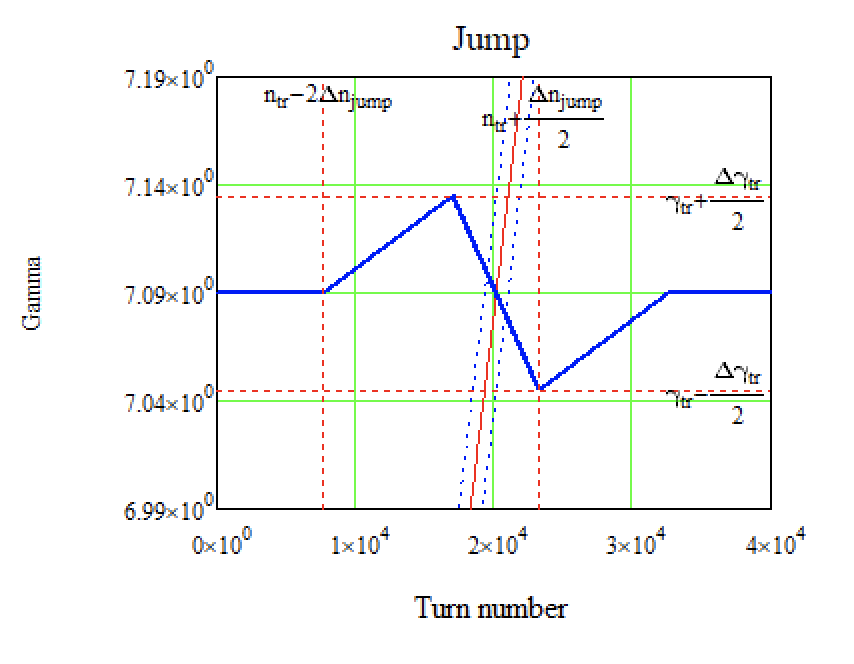 Jump
7.19×10⁰
n_tr−2Δn_jump
n_tr+Δn_jump/2
7.14×10⁰
γ_tr+Δγ_tr/2
Gamma
7.09×10⁰
7.04×10⁰
γ_tr−Δγ_tr/2
6.99×10⁰
0×10⁰ 1×10⁴ 2×10⁴ 3×10⁴ 4×10⁴
Turn number